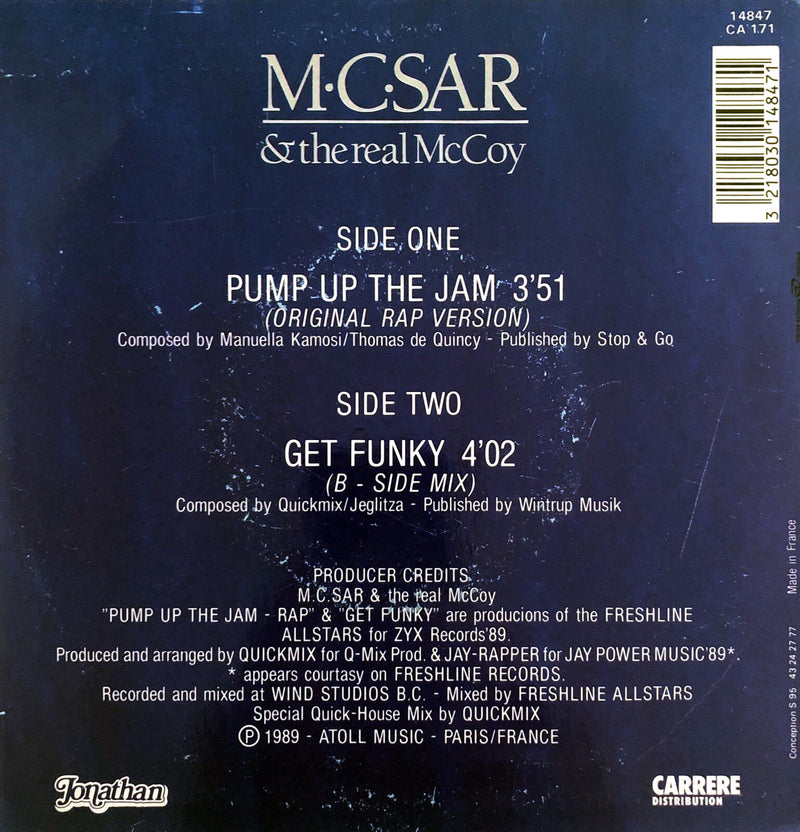 14847
CA 171
M·C·SAR
& the real McCoy
3 218030 148471
SIDE ONE
PUMP UP THE JAM 3'51
(ORIGINAL RAP VERSION)
Composed by Manuella Kamosi/Thomas de Quincy - Published by Stop & Go
SIDE TWO
GET FUNKY 4'02
(B - SIDE MIX)
Composed by Quickmix/Jeglitza - Published by Wintrup Musik
PRODUCER CREDITS
M.C.SAR & the real McCoy
"PUMP UP THE JAM - RAP" & "GET FUNKY" are producions of the FRESHLINE
ALLSTARS for ZYX Records'89.
Produced and arranged by QUICKMIX for Q-Mix Prod. & JAY-RAPPER for JAY POWER MUSIC'89*.
* appears courtasy on FRESHLINE RECORDS.
Recorded and mixed at WIND STUDIOS B.C. - Mixed by FRESHLINE ALLSTARS
Special Quick-House Mix by QUICKMIX
Ⓟ 1989 - ATOLL MUSIC - PARIS/FRANCE
Jonathan
CARRERE
DISTRIBUTION
Conception S 95 43 24 27 77 Made in France